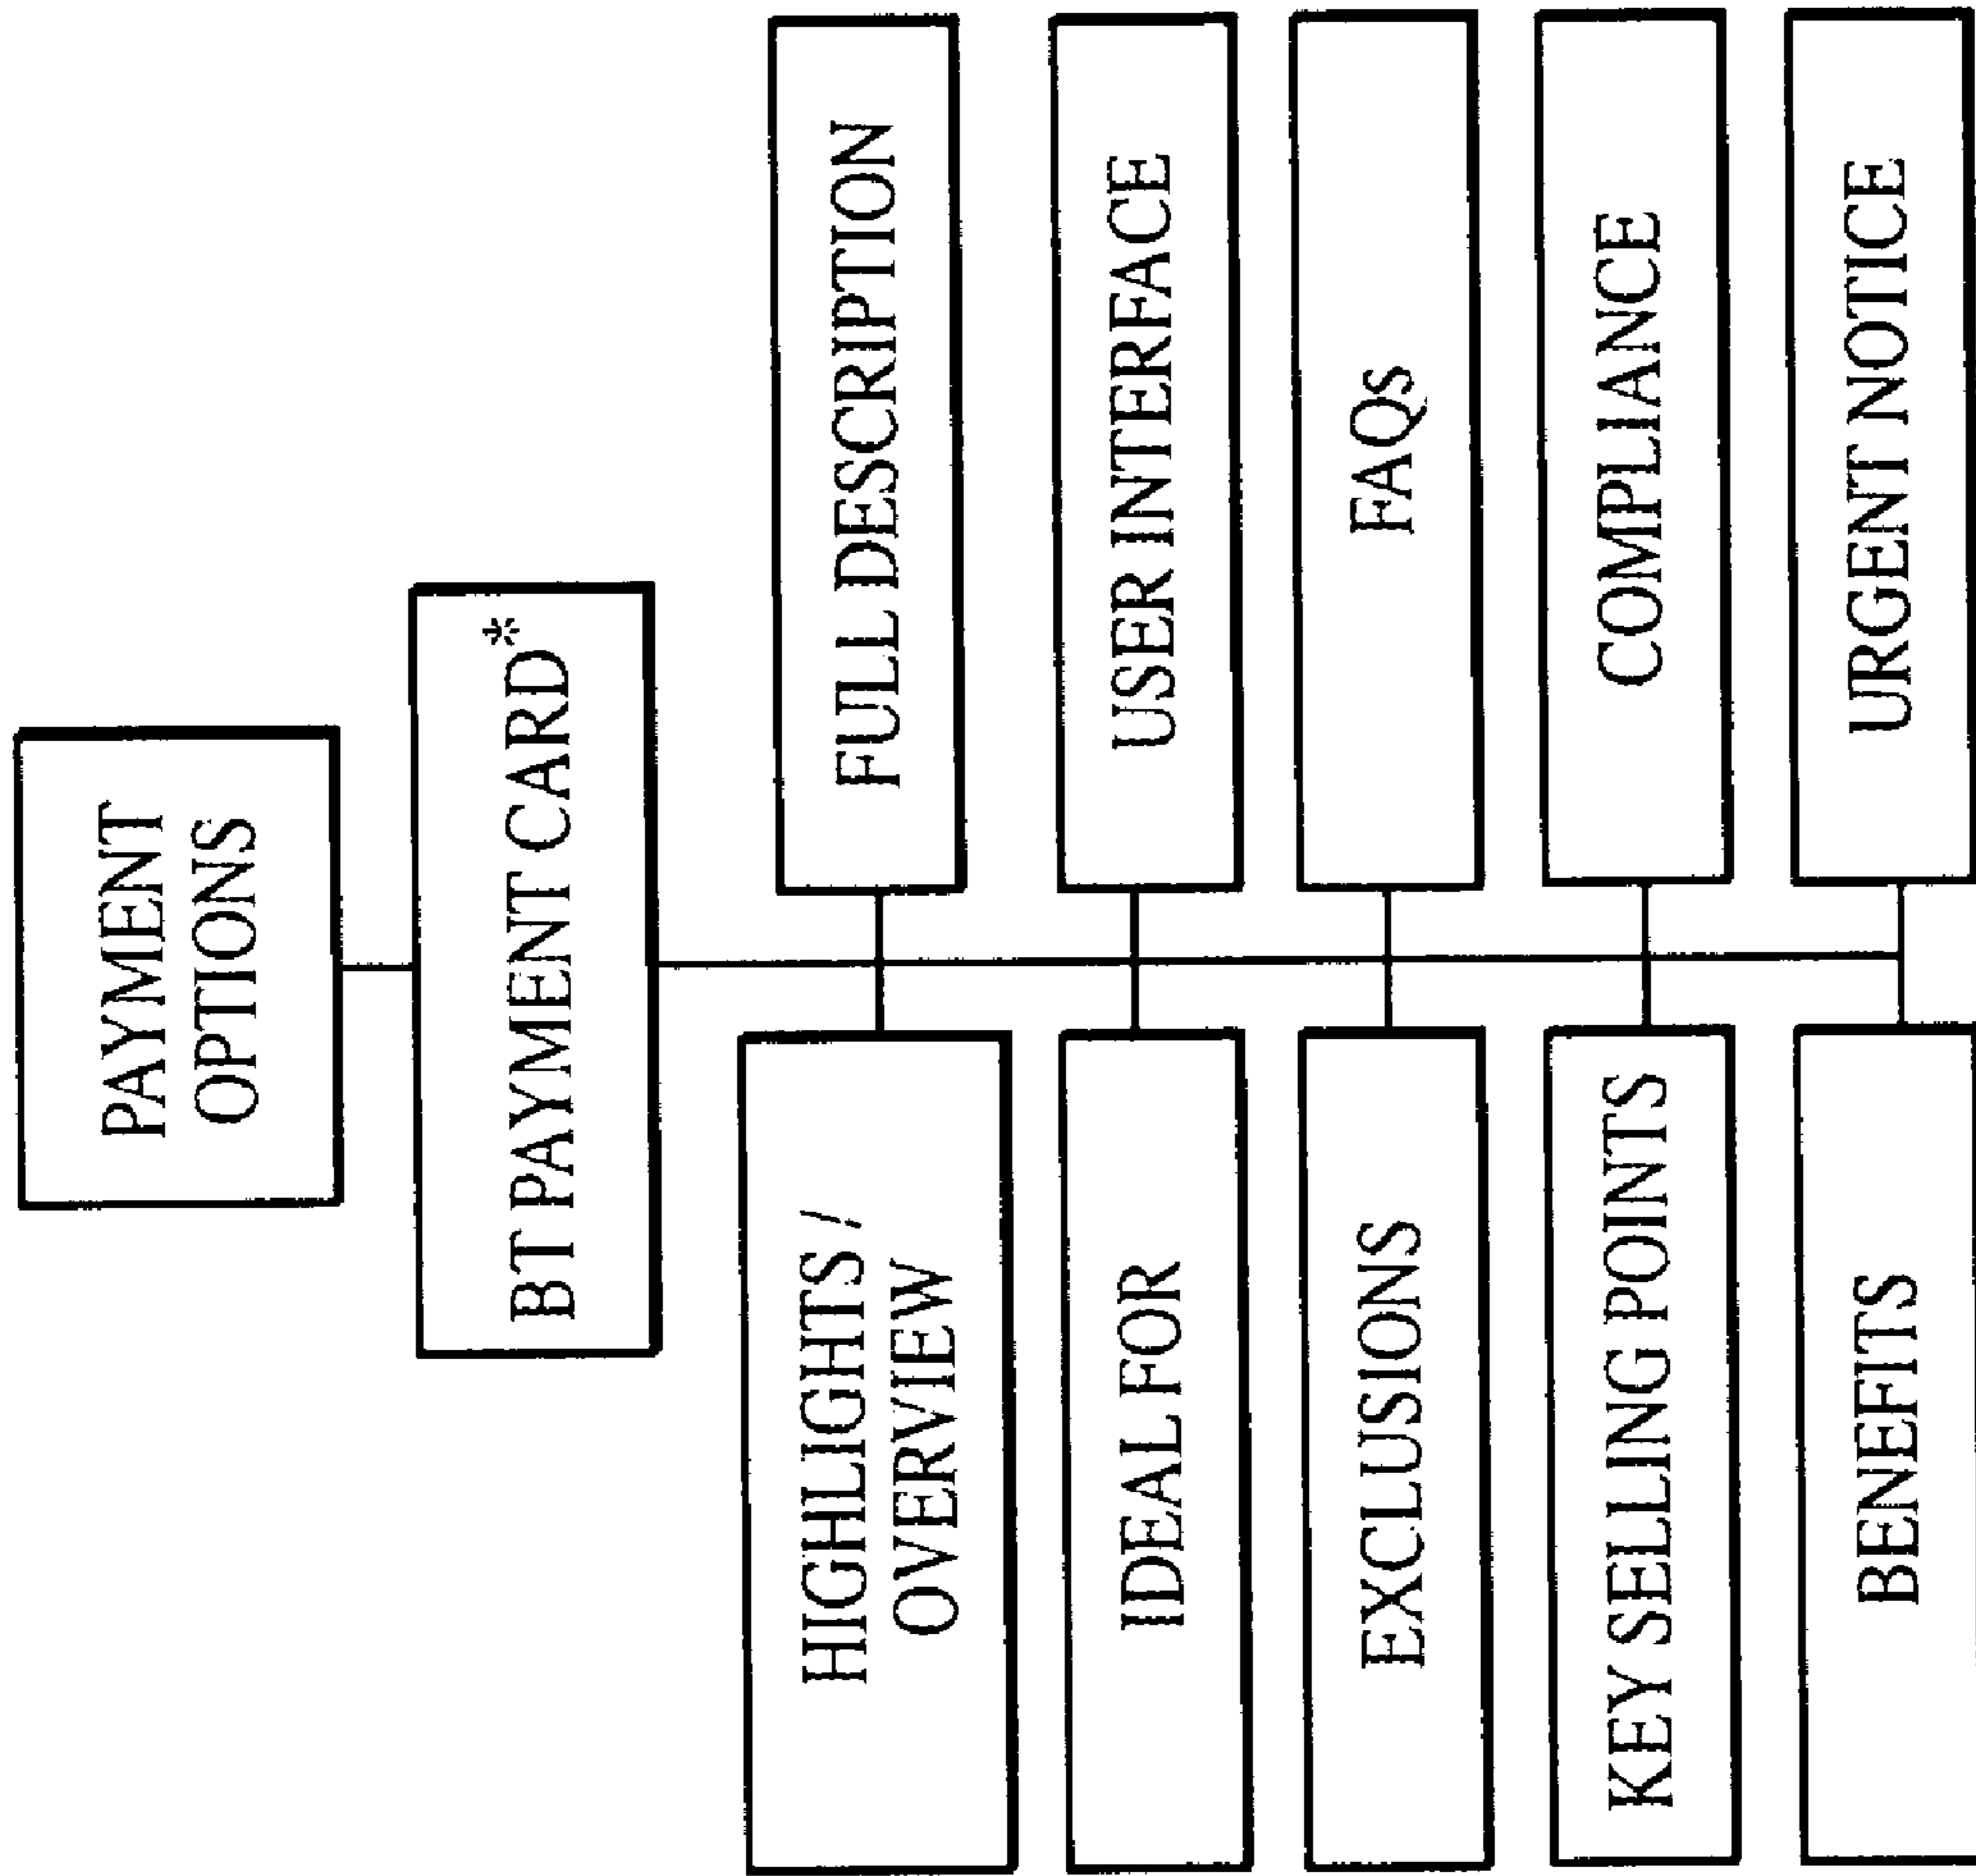 PAYMENT
OPTIONS
BT PAYMENT CARD*
HIGHLIGHTS /
OVERVIEW
FULL DESCRIPTION
IDEAL FOR
USER INTERFACE
EXCLUSIONS
FAQs
KEY SELLING POINTS
COMPLIANCE
BENEFITS
URGENT NOTICE